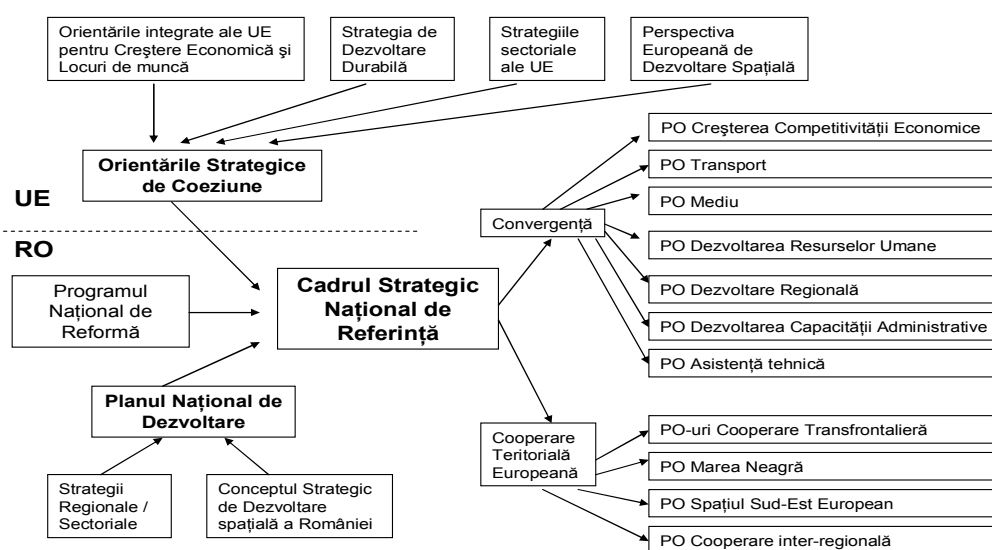 Orientările integrate ale UE
pentru Creştere Economică şi
Locuri de muncă
Strategia de
Dezvoltare
Durabilă
Strategiile
sectoriale
ale UE
Perspectiva
Europeană de
Dezvoltare Spaţială
Orientările Strategice
de Coeziune
UE
RO
Programul
Naţional de
Reformă
Cadrul Strategic
Naţional de
Referinţă
Planul Naţional de
Dezvoltare
Strategii
Regionale /
Sectoriale
Conceptul Strategic
de Dezvoltare
spaţială a României
Convergenţă
PO Creşterea Competitivităţii Economice
PO Transport
PO Mediu
PO Dezvoltarea Resurselor Umane
PO Dezvoltare Regională
PO Dezvoltarea Capacităţii Administrative
PO Asistenţă tehnică
Cooperare
Teritorială
Europeană
PO-uri Cooperare Transfrontalieră
PO Marea Neagră
PO Spaţiul Sud-Est European
PO Cooperare inter-regională